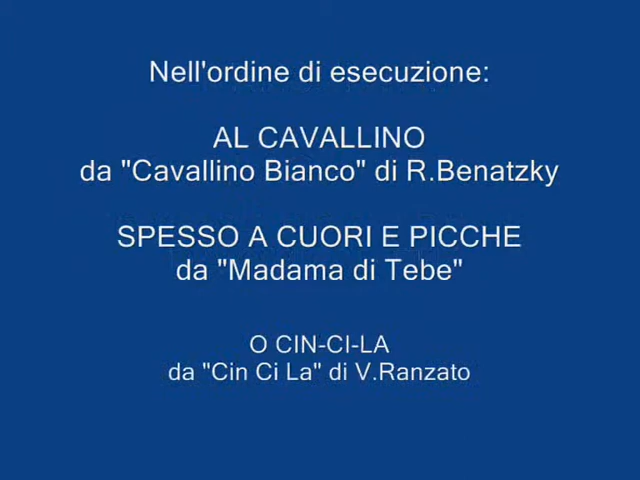 Nell'ordine di esecuzione:
AL CAVALLINO
da "Cavallino Bianco" di R.Benatzky
SPESSO A CUORI E PICCHE
da "Madama di Tebe"
O CIN-CI-LA
da "Cin Ci La" di V.Ranzato